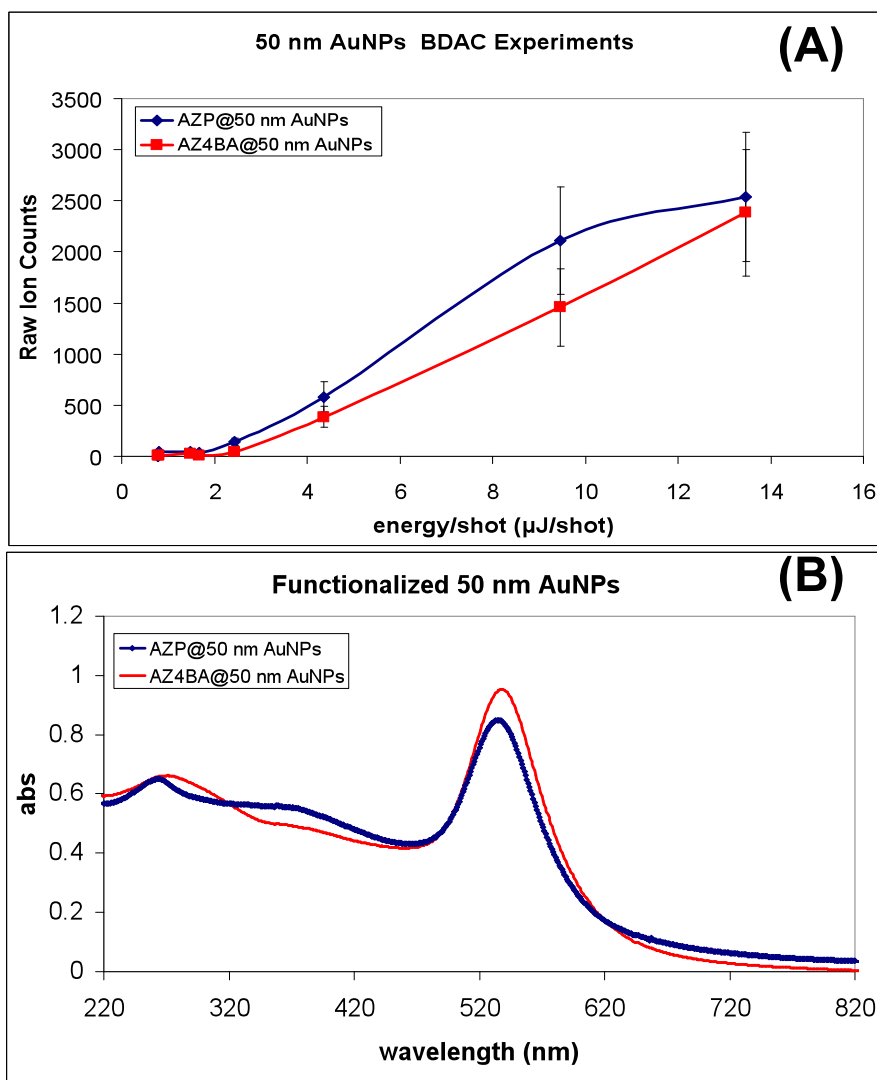 50 nm AuNPs  BDAC Experiments
(A)
3500
3000
2500
2000
1500
1000
500
0
Raw Ion Counts
AZP@50 nm AuNPs
AZ4BA@50 nm AuNPs
0 2 4 6 8 10 12 14 16
energy/shot (µJ/shot)
(B)
Functionalized 50 nm AuNPs
1.2
1
0.8
0.6
0.4
0.2
0
abs
AZP@50 nm AuNPs
AZ4BA@50 nm AuNPs
220 320 420 520 620 720 820
wavelength (nm)